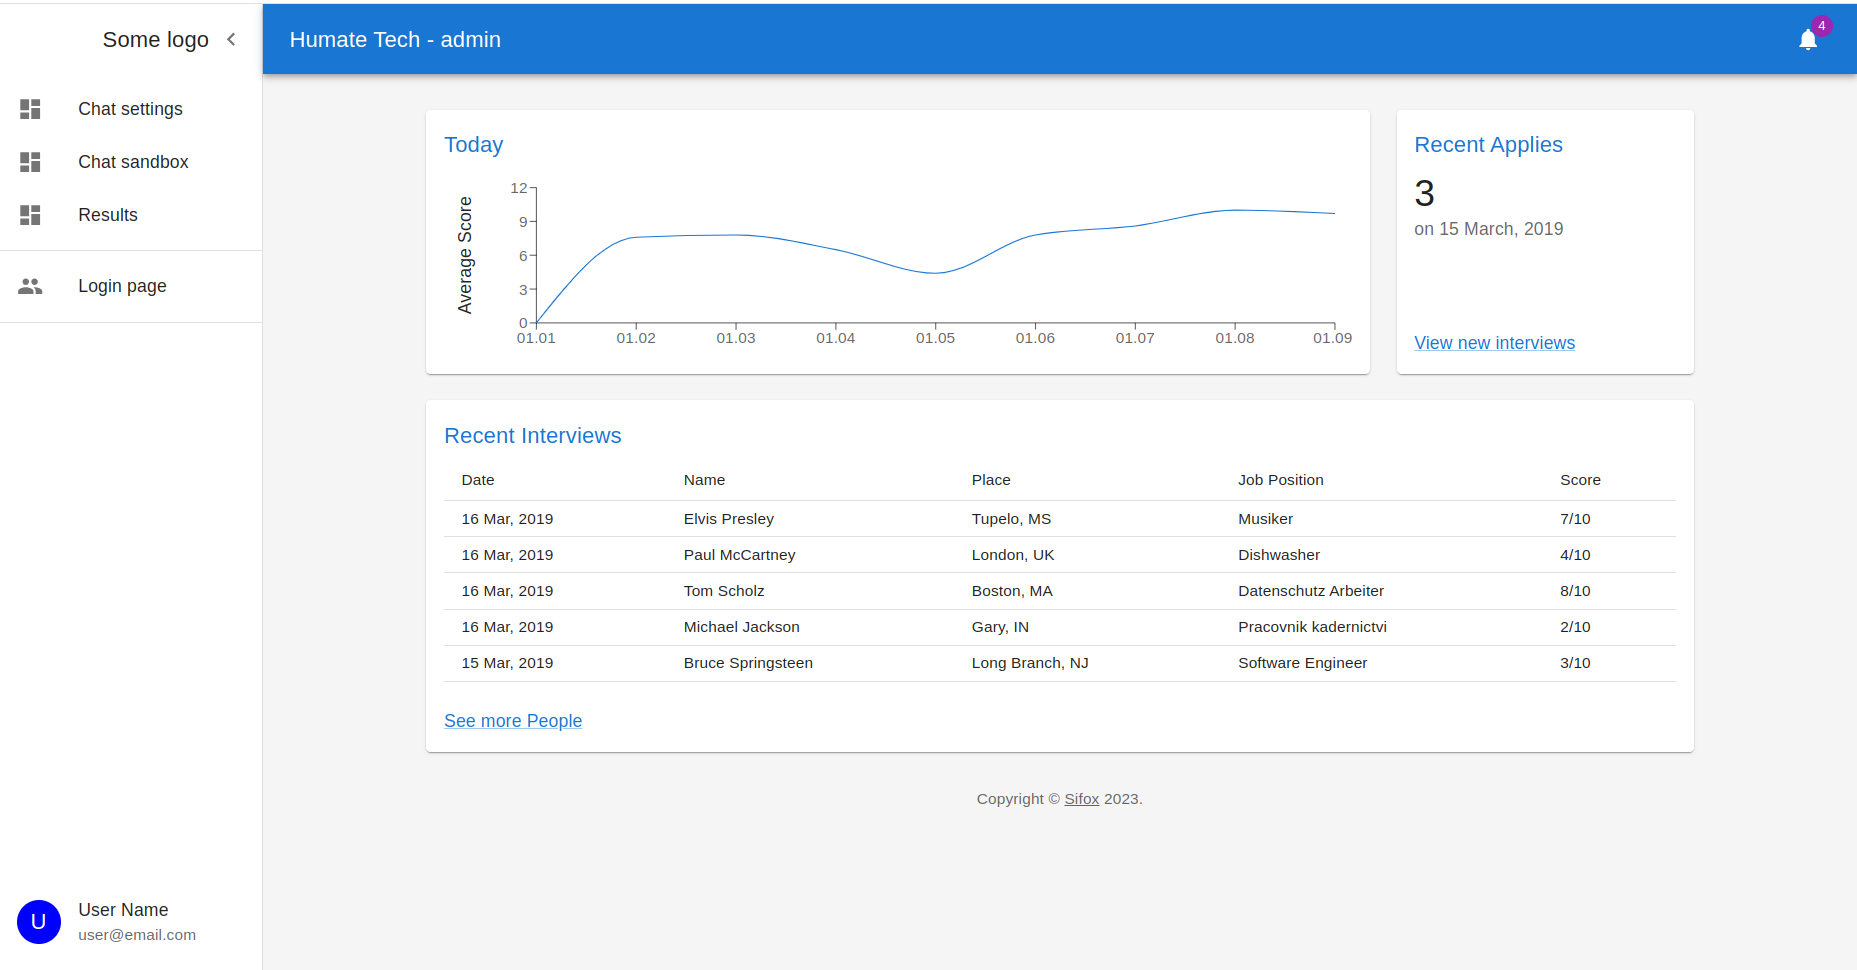 Some logo
Humate Tech - admin
4
Chat settings
Chat sandbox
Results
Login page
Today
Average Score
12
9
6
3
0
01.01 01.02 01.03 01.04 01.05 01.06 01.07 01.08 01.09
Recent Applies
3
on 15 March, 2019
View new interviews
Recent Interviews
Date Name Place Job Position Score
16 Mar, 2019 Elvis Presley Tupelo, MS Musiker 7/10
16 Mar, 2019 Paul McCartney London, UK Dishwasher 4/10
16 Mar, 2019 Tom Scholz Boston, MA Datenschutz Arbeiter 8/10
16 Mar, 2019 Michael Jackson Gary, IN Pracovnik kadernictvi 2/10
15 Mar, 2019 Bruce Springsteen Long Branch, NJ Software Engineer 3/10
See more People
Copyright © Sifox 2023.
U
User Name
user@email.com